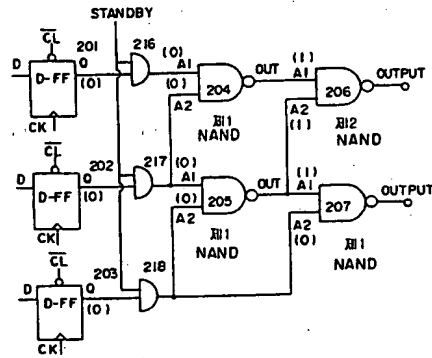 STANDBY
CL 201 216 (0)
D Q A1 204 OUT (1) A1 206 OUTPUT
D-FF (0) (0) A2 A2
CK NAND (1) NAND
CL 202 217 (0)
D Q A1 205 OUT (1) A1 207 OUTPUT
D-FF (0) (0) A2 A2
CK 203 218 NAND (0) NAND
CL
D Q
D-FF (0)
CK